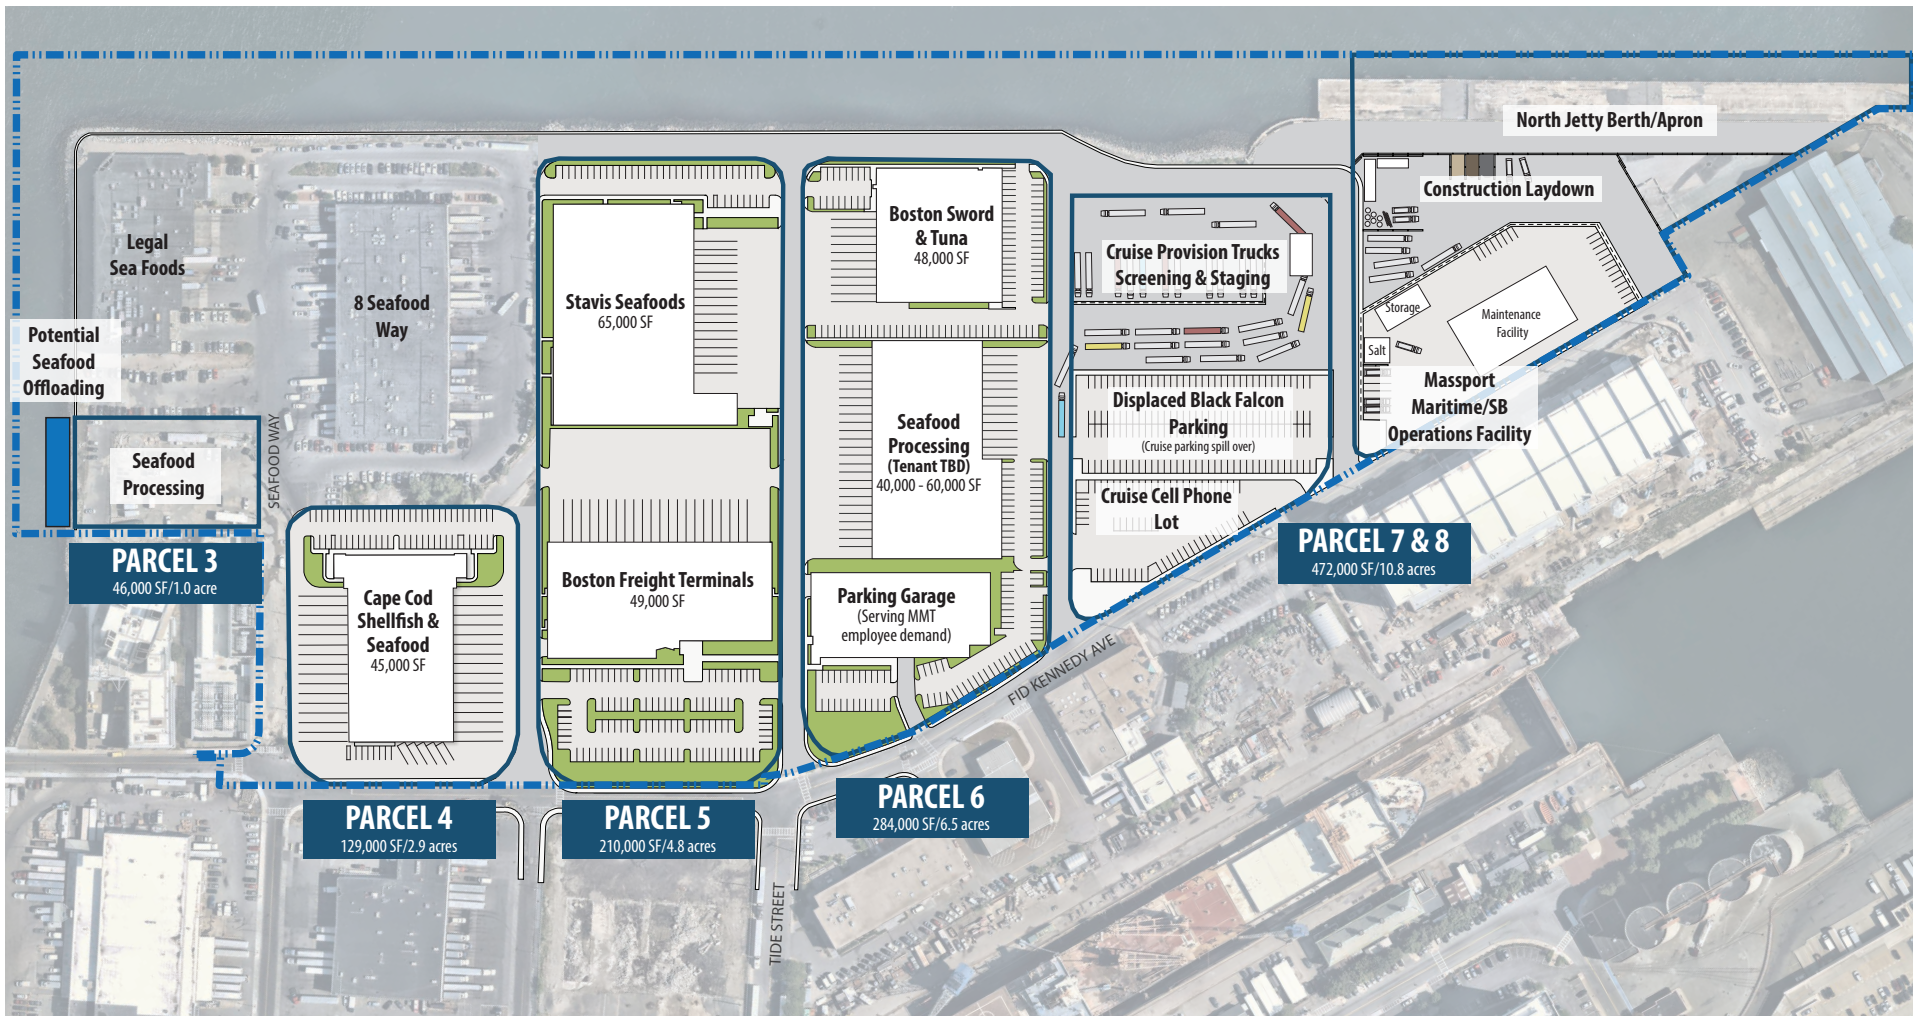 North Jetty Berth/Apron
Construction Laydown
Legal
Sea Foods
8 Seafood
Way
Stavis Seafoods
65,000 SF
Boston Sword
& Tuna
48,000 SF
Cruise Provision Trucks
Screening & Staging
Storage
Maintenance
Facility
Salt
Potential
Seafood
Offloading
Massport
Maritime/SB
Operations Facility
Displaced Black Falcon
Parking
(Cruise parking spill over)
Seafood
Processing
(Tenant TBD)
40,000 - 60,000 SF
Seafood
Processing
SEAFOOD WAY
Cruise Cell Phone
Lot
PARCEL 3
46,000 SF/1.0 acre
PARCEL 7 & 8
472,000 SF/10.8 acres
Cape Cod
Shellfish &
Seafood
45,000 SF
Boston Freight Terminals
49,000 SF
Parking Garage
(Serving MMT
employee demand)
FID KENNEDY AVE
PARCEL 4
129,000 SF/2.9 acres
PARCEL 5
210,000 SF/4.8 acres
PARCEL 6
284,000 SF/6.5 acres
TIDE STREET